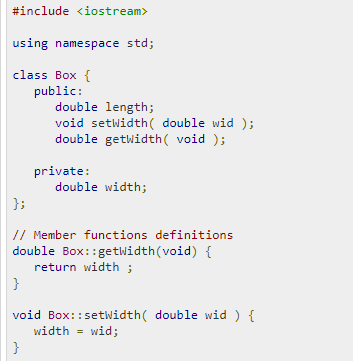 #include <iostream>
using namespace std;
class Box {
public:
double length;
void setWidth( double wid );
double getWidth( void );
private:
double width;
};
// Member functions definitions
double Box::getWidth(void) {
return width ;
}
void Box::setWidth( double wid ) {
width = wid;
}